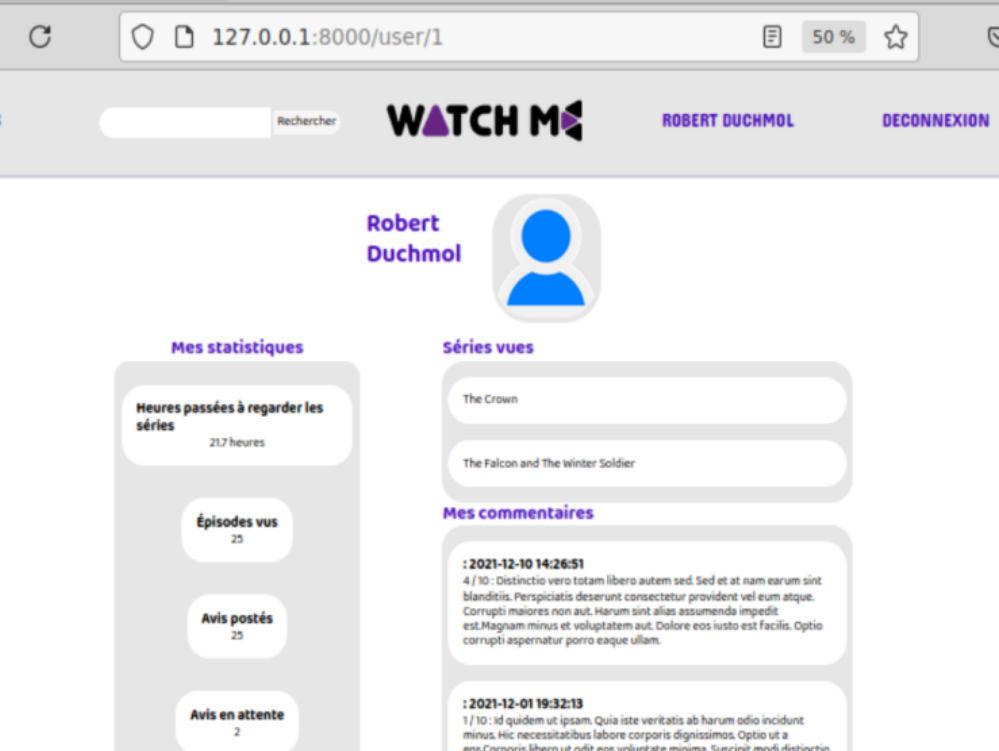 127.0.0.1:8000/user/1
50 %
Rechercher
WATCH ME
ROBERT DUCHMOL
DECONNEXION
Robert
Duchmol
Mes statistiques
Heures passées à regarder les
séries
21.7 heures
Épisodes vus
25
Avis postés
25
Avis en attente
2
Séries vues
The Crown
The Falcon and The Winter Soldier
Mes commentaires
: 2021-12-10 14:26:51
4 / 10 : Distinctio vero totam libero autem sed. Sed et at nam earum sint
blanditiis. Perspiciatis deserunt consectetur provident vel eum atque.
Corrupti maiores non aut. Harum sint alias assumenda impedit
est.Magnam minus et voluptatem aut. Dolore eos iusto est facilis. Optio
corrupti aspernatur porro eaque ullam.
: 2021-12-01 19:32:13
1 / 10 : Id quidem ut ipsam. Quia iste veritatis ab harum odio incidunt
minus. Hic necessitatibus labore corporis dignissimos. Optio ut a
eos.Corporis libero ut odit eos voluptate minima. Suscipit modi distinctio